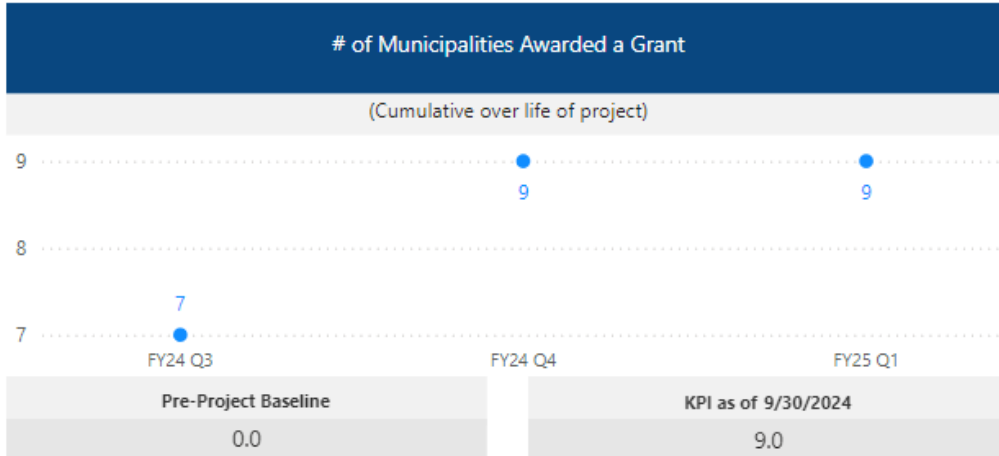 # of Municipalities Awarded a Grant
(Cumulative over life of project)
9
9
9
8
7
7
FY24 Q3
FY24 Q4
FY25 Q1
Pre-Project Baseline
KPI as of 9/30/2024
0.0
9.0